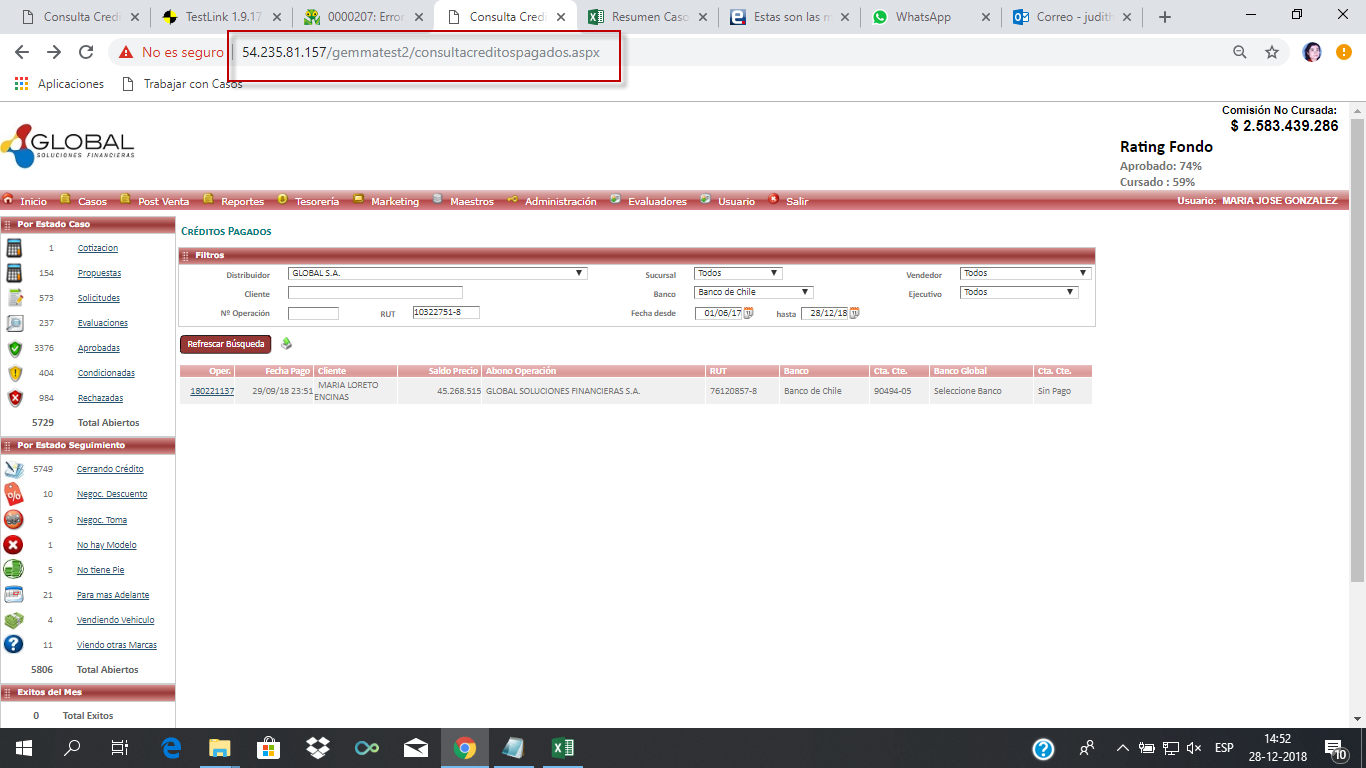 Consulta Credi
TestLink 1.9.17
0000207: Error
Consulta Credi
Resumen Caso
Estas son las m
WhatsApp
Correo - judith
No es seguro | 54.235.81.157/gemmatest2/consultacreditospagados.aspx
Aplicaciones Trabajar con Casos
Comisión No Cursada:
$ 2.583.439.286
GLOBAL
SOLUCIONES FINANCIERAS
Rating Fondo
Aprobado: 74%
Cursado : 59%
Inicio Casos Post Venta Reportes Tesorería Marketing Maestros Administración Evaluadores Usuario Salir Usuario: MARIA JOSE GONZALEZ
Por Estado Caso
1 Cotizacion
154 Propuestas
573 Solicitudes
237 Evaluaciones
3376 Aprobadas
404 Condicionadas
984 Rechazadas
5729 Total Abiertos
Por Estado Seguimiento
5749 Cerrando Crédito
10 Negoc. Descuento
5 Negoc. Toma
1 No hay Modelo
5 No tiene Pie
21 Para mas Adelante
4 Vendiendo Vehiculo
11 Viendo otras Marcas
5806 Total Abiertos
Exitos del Mes
0 Total Exitos
CRÉDITOS PAGADOS
Filtros
Distribuidor GLOBAL S.A. Sucursal Todos Vendedor Todos
Cliente Banco Banco de Chile Ejecutivo Todos
Nº Operación RUT 10322751-8 Fecha desde 01/06/17 hasta 28/12/18
Refrescar Búsqueda
Oper. Fecha Pago Cliente Saldo Precio Abono Operación RUT Banco Cta. Cte. Banco Global Cta. Cte.
180221137 29/09/18 23:51 MARIA LORETO ENCINAS 45.268.515 GLOBAL SOLUCIONES FINANCIERAS S.A. 76120857-8 Banco de Chile 90494-05 Seleccione Banco Sin Pago
ESP
14:52
28-12-2018
10